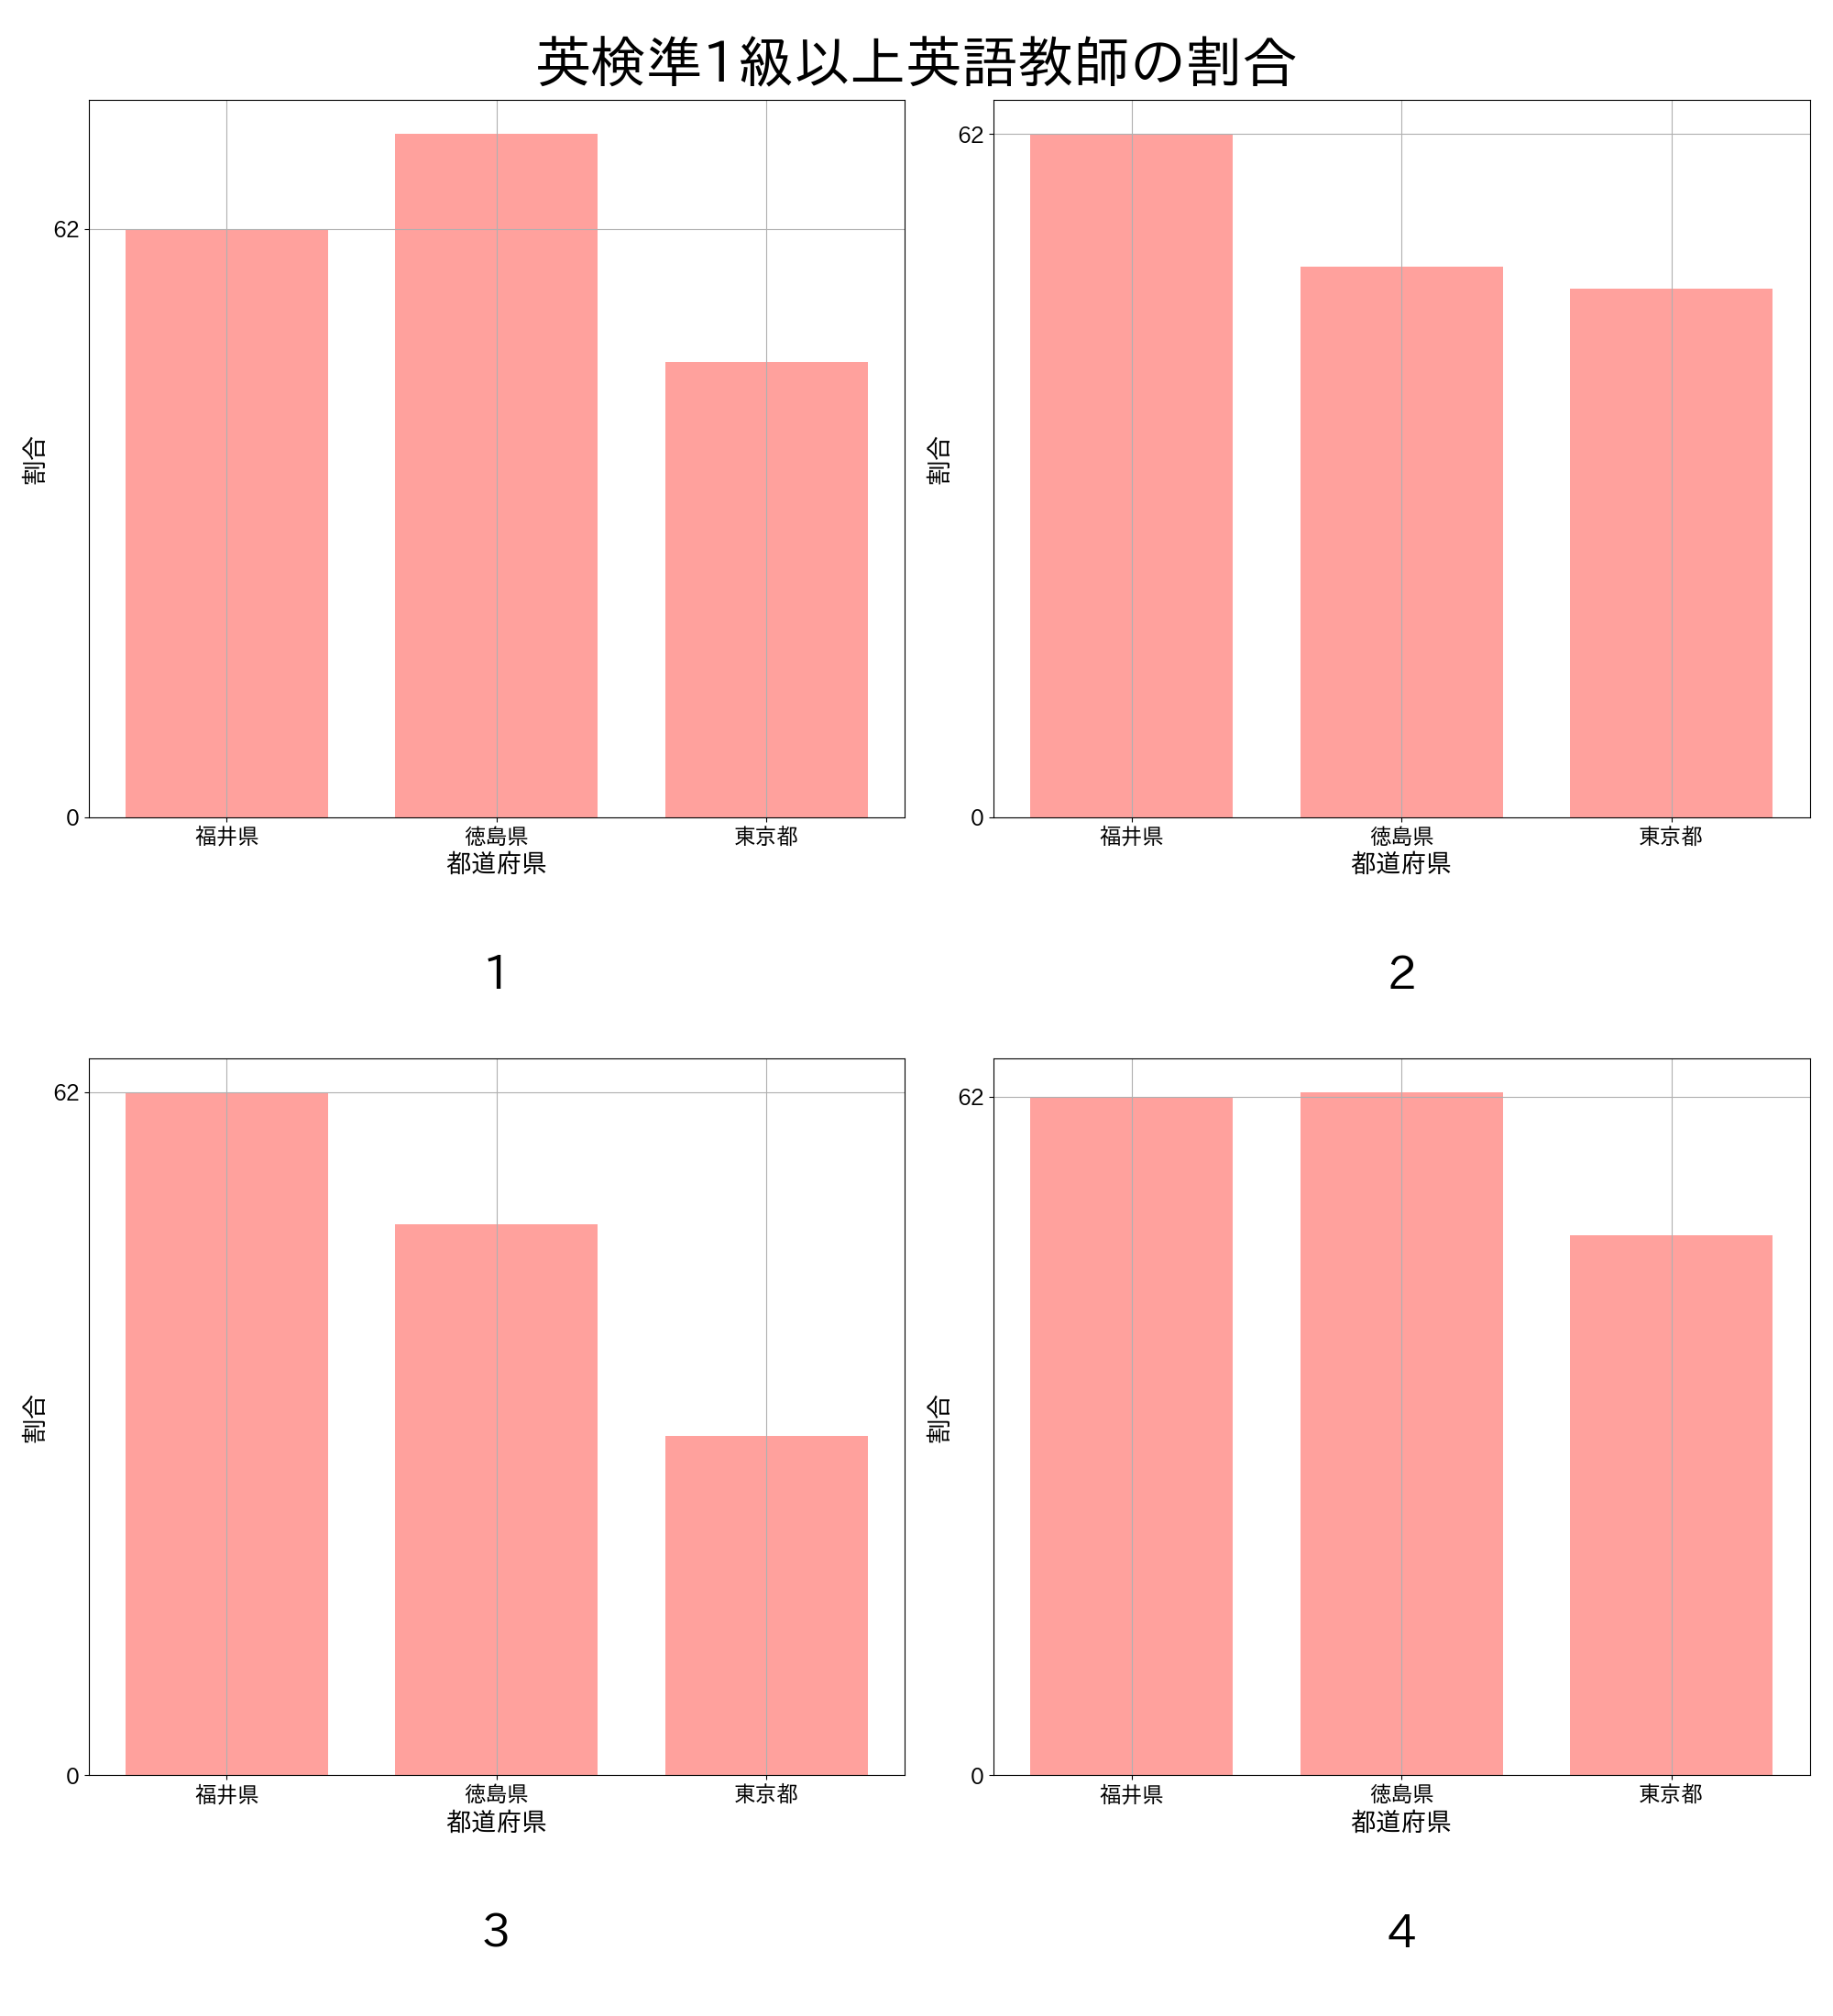 英検準1級以上英語教師の割合
62
0
割合
福井県 徳島県 東京都
都道府県
1
62
0
割合
福井県 徳島県 東京都
都道府県
2
62
0
割合
福井県 徳島県 東京都
都道府県
3
62
0
割合
福井県 徳島県 東京都
都道府県
4